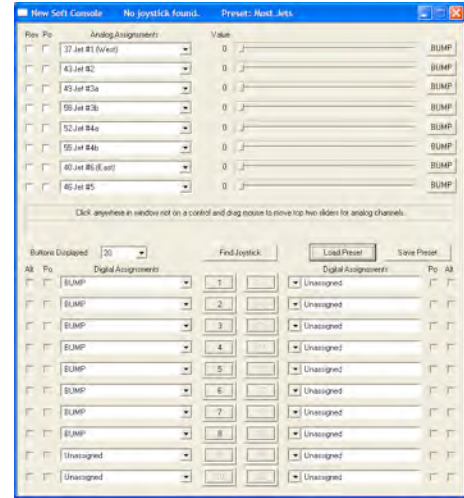 New Soft Console No joystick found. Preset: Most Jets
Rev Po Analog Assignments Value
37 Jet #1 (West) 0 BUMP
43 Jet #2 0 BUMP
49 Jet #3a 0 BUMP
58 Jet #3b 0 BUMP
52 Jet #4a 0 BUMP
55 Jet #4b 0 BUMP
40 Jet #6 (East) 0 BUMP
46 Jet #5 0 BUMP
Click anywhere in window not on a control and drag mouse to move top two sliders for analog channels.
Buttons Displayed 20 Find Joystick Load Preset Save Preset
Alt Po Digital Assignments Digital Assignments Po Alt
BUMP 1 Unassigned
BUMP 2 Unassigned
BUMP 3 Unassigned
BUMP 4 Unassigned
BUMP 5 Unassigned
BUMP 6 Unassigned
BUMP 7 Unassigned
BUMP 8 Unassigned
Unassigned Unassigned
Unassigned Unassigned